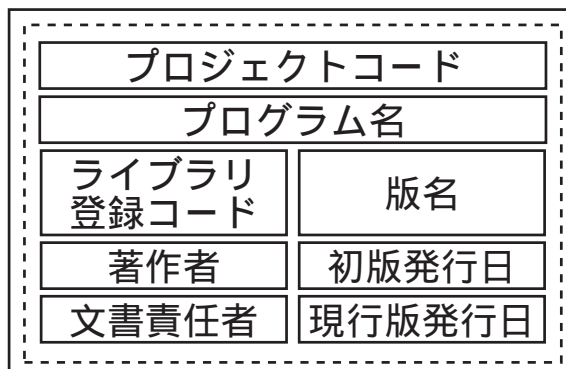 プロジェクトコード
プログラム名
ライブラリ
登録コード
版名
著作者
初版発行日
文書責任者
現行版発行日